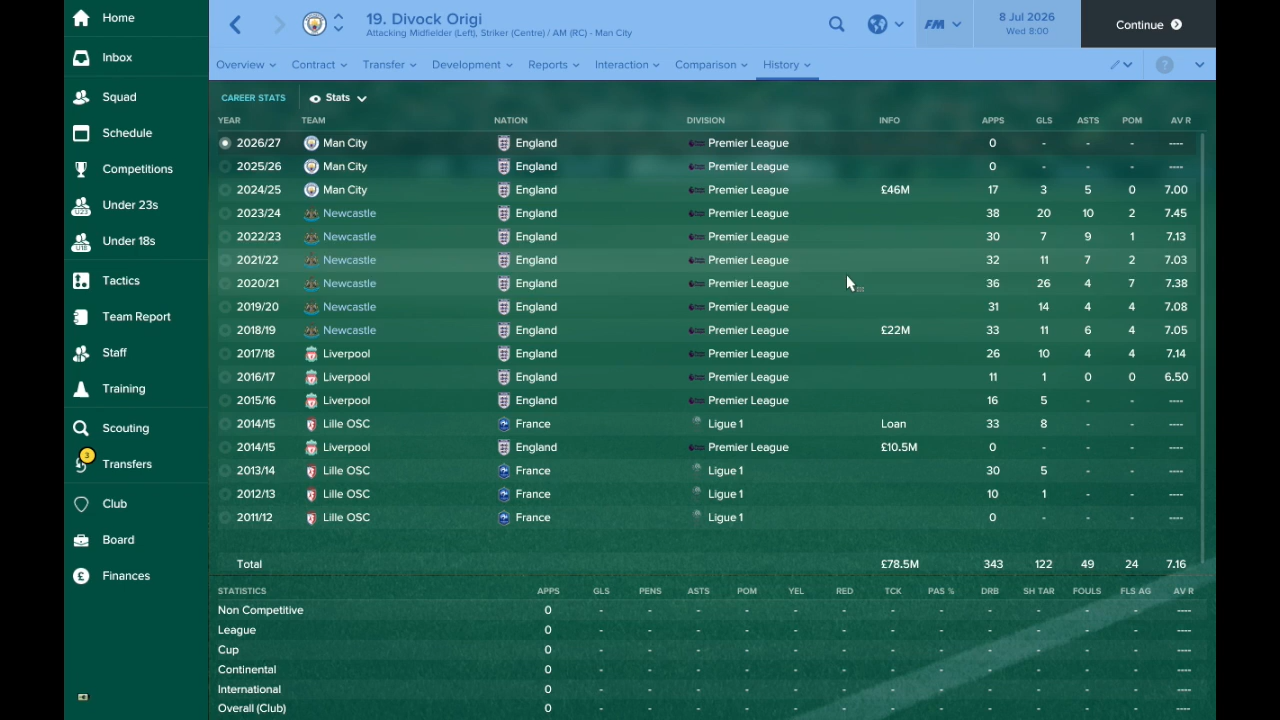 Home
Inbox
Squad
Schedule
Competitions
Under 23s
U23
Under 18s
U18
Tactics
Team Report
Staff
Training
Scouting
3
Transfers
Club
Board
£ Finances
19. Divock Origi
Attacking Midfielder (Left), Striker (Centre) / AM (RC) - Man City
FM
8 Jul 2026
Wed 8:00
Continue
Overview Contract Transfer Development Reports Interaction Comparison History ?
CAREER STATS Stats
YEAR TEAM NATION DIVISION INFO APPS GLS ASTS POM AV R
2026/27 Man City England Premier League 0 - - - ----
2025/26 Man City England Premier League 0 - - - ----
2024/25 Man City England Premier League £46M 17 3 5 0 7.00
2023/24 Newcastle England Premier League 38 20 10 2 7.45
2022/23 Newcastle England Premier League 30 7 9 1 7.13
2021/22 Newcastle England Premier League 32 11 7 2 7.03
2020/21 Newcastle England Premier League 36 26 4 7 7.38
2019/20 Newcastle England Premier League 31 14 4 4 7.08
2018/19 Newcastle England Premier League £22M 33 11 6 4 7.05
2017/18 Liverpool England Premier League 26 10 4 4 7.14
2016/17 Liverpool England Premier League 11 1 0 0 6.50
2015/16 Liverpool England Premier League 16 5 - - ----
2014/15 Lille OSC France Ligue 1 Loan 33 8 - - ----
2014/15 Liverpool England Premier League £10.5M 0 - - - ----
2013/14 Lille OSC France Ligue 1 30 5 - - ----
2012/13 Lille OSC France Ligue 1 10 1 - - ----
2011/12 Lille OSC France Ligue 1 0 - - - ----
Total £78.5M 343 122 49 24 7.16
STATISTICS APPS GLS PENS ASTS POM YEL RED TCK PAS % DRB SH TAR FOULS FLS AG AV R
Non Competitive 0 - - - - - - - - - - - - ----
League 0 - - - - - - - - - - - - ----
Cup 0 - - - - - - - - - - - - ----
Continental 0 - - - - - - - - - - - - ----
International 0 - - - - - - - - - - - - ----
Overall (Club) 0 - - - - - - - - - - - - ----